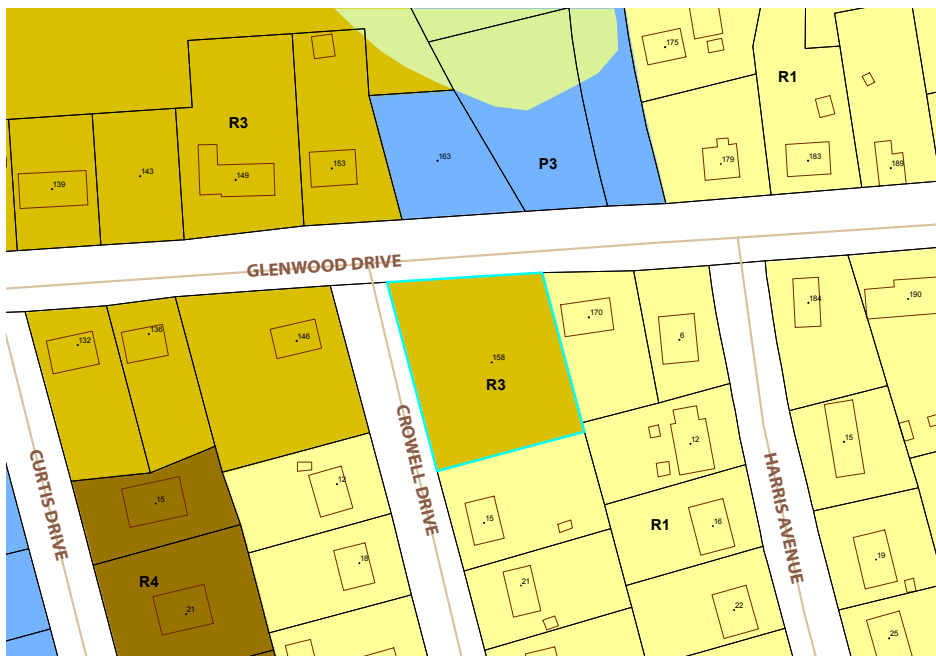 175
R1
R3
163
P3
179
183
189
139
143
149
153
GLENWOOD DRIVE
132
136
146
158
R3
170
6
184
190
CURTIS DRIVE
CROWELL DRIVE
HARRIS AVENUE
15
12
15
12
15
R1
16
18
19
R4
21
21
22
25